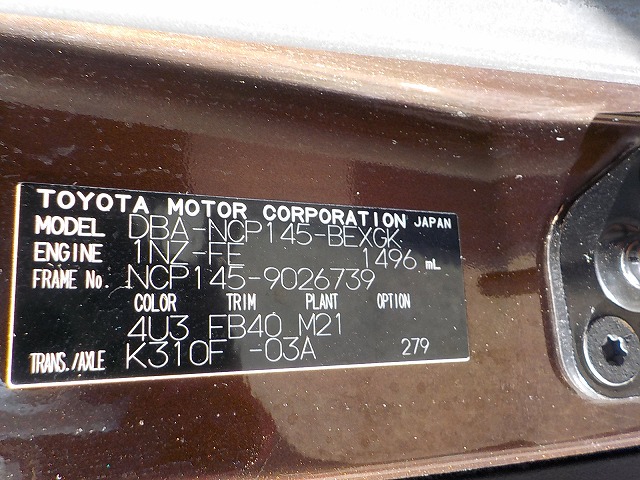 TOYOTA MOTOR CORPORATION JAPAN
MODEL DBA-NCP145-BEXGK
ENGINE 1NZ-FE 1496 mL
FRAME No. NCP145-9026739
COLOR TRIM PLANT OPTION
4U3 FB40 M21
TRANS./AXLE K310F -03A 279